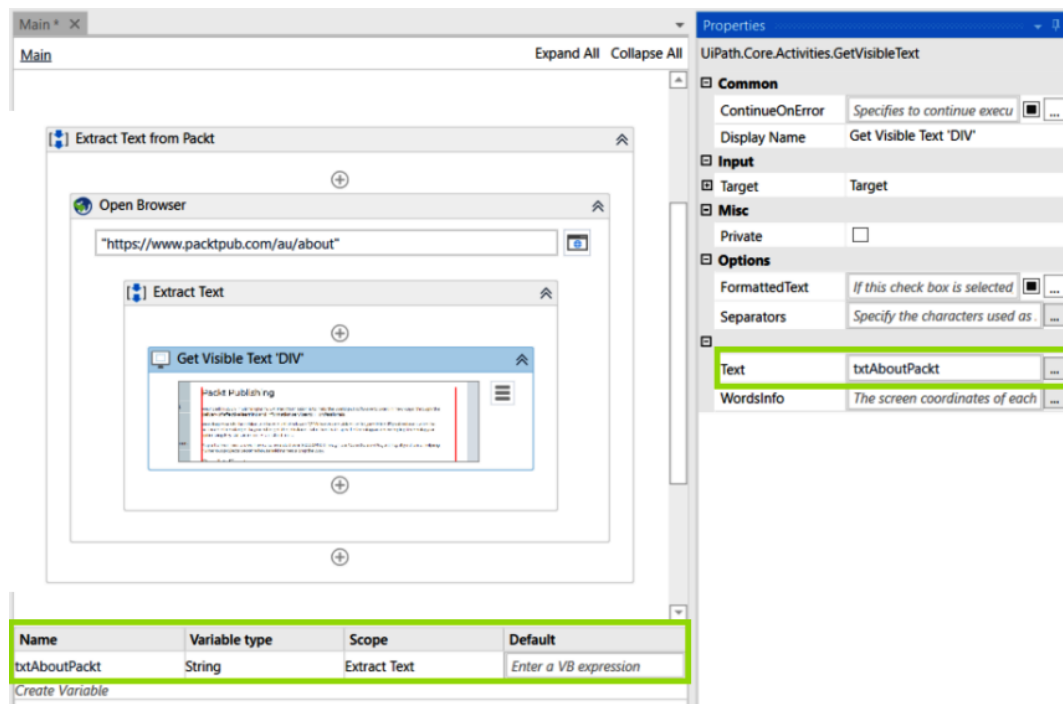 Main *
Main
Expand All Collapse All
Extract Text from Packt
Open Browser
"https://www.packtpub.com/au/about"
Extract Text
Get Visible Text 'DIV'
Packt Publishing
Name Variable type Scope Default
txtAboutPackt String Extract Text Enter a VB expression
Create Variable
Properties
UiPath.Core.Activities.GetVisibleText
Common
ContinueOnError Specifies to continue execu ...
Display Name Get Visible Text 'DIV'
Input
Target Target
Misc
Private
Options
FormattedText If this check box is selected ...
Separators Specify the characters used as . ...
Text txtAboutPackt ...
WordsInfo The screen coordinates of each ...